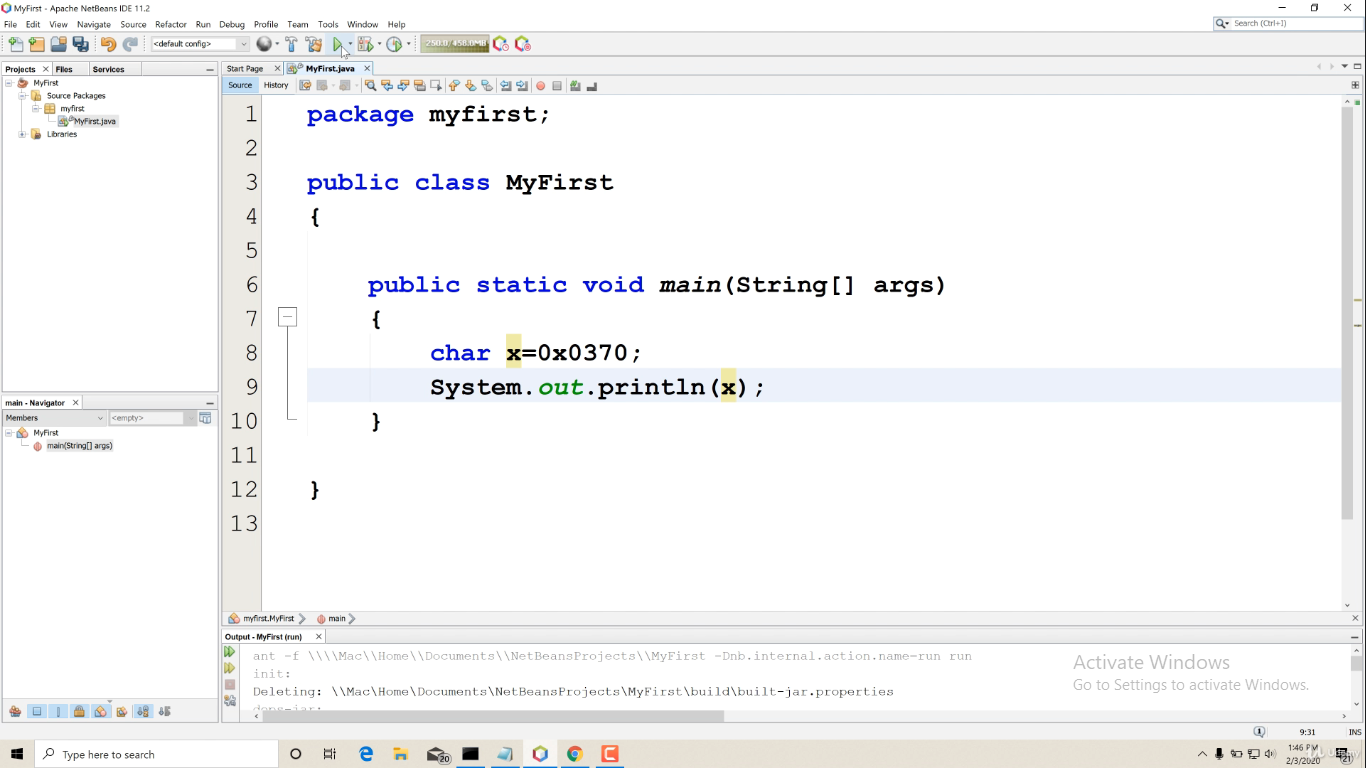 MyFirst - Apache NetBeans IDE 11.2
File Edit View Navigate Source Refactor Run Debug Profile Team Tools Window Help
Search (Ctrl+I)
<default config>
Projects Files Services
Start Page MyFirst.java
MyFirst
Source History
Source Packages
myfirst
MyFirst.java
Libraries
1 package myfirst;
2
3 public class MyFirst
4 {
5
6 public static void main(String[] args)
7 {
8 char x=0x0370;
9 System.out.println(x);
10 }
11
12 }
13
main - Navigator
Members <empty>
MyFirst
main(String[] args)
myfirst.MyFirst main
Output - MyFirst (run)
ant -f \\\\Mac\\Home\\Documents\\NetBeansProjects\\MyFirst -Dnb.internal.action.name=run run
init:
Deleting: \\Mac\Home\Documents\NetBeansProjects\MyFirst\build\built-jar.properties
deps-jar:
Activate Windows
Go to Settings to activate Windows.
9:31 INS
Type here to search
20
1:46 PM
2/3/2020
21